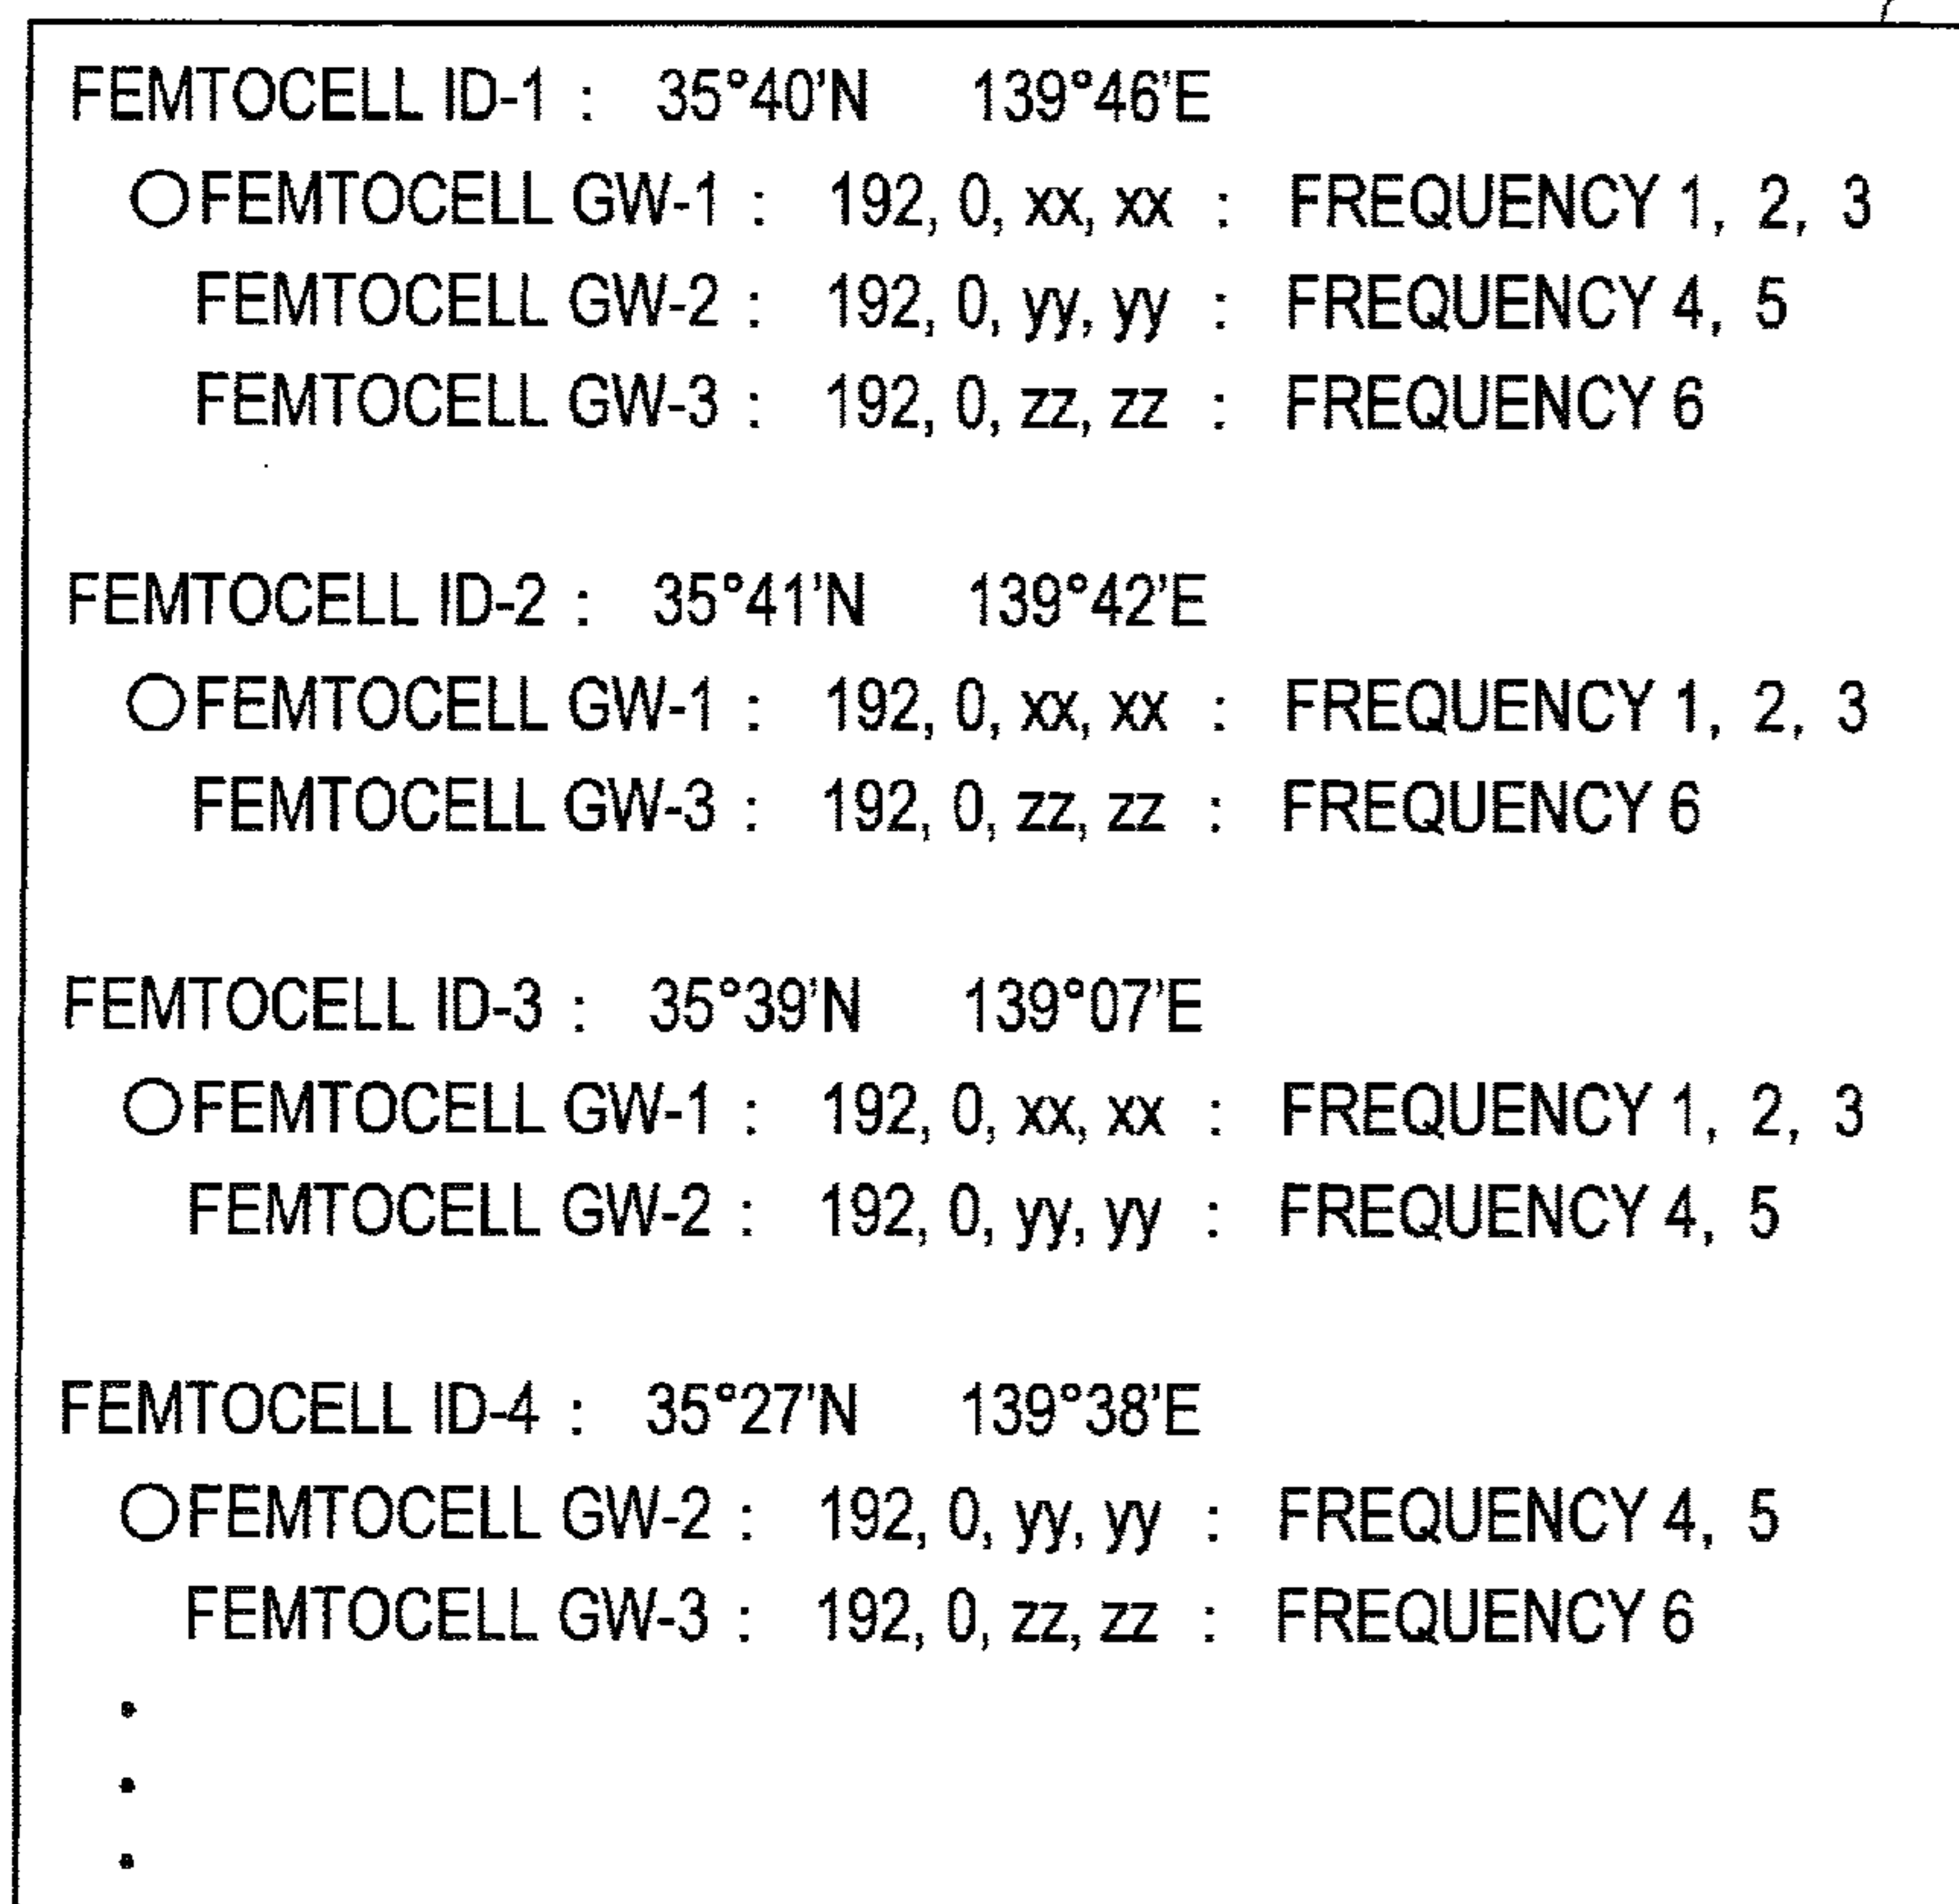 FEMTOCELL ID-1 : 35°40'N 139°46'E
○FEMTOCELL GW-1 : 192, 0, xx, xx : FREQUENCY 1, 2, 3
FEMTOCELL GW-2 : 192, 0, yy, yy : FREQUENCY 4, 5
FEMTOCELL GW-3 : 192, 0, zz, zz : FREQUENCY 6
FEMTOCELL ID-2 : 35°41'N 139°42'E
○FEMTOCELL GW-1 : 192, 0, xx, xx : FREQUENCY 1, 2, 3
FEMTOCELL GW-3 : 192, 0, zz, zz : FREQUENCY 6
FEMTOCELL ID-3 : 35°39'N 139°07'E
○FEMTOCELL GW-1 : 192, 0, xx, xx : FREQUENCY 1, 2, 3
FEMTOCELL GW-2 : 192, 0, yy, yy : FREQUENCY 4, 5
FEMTOCELL ID-4 : 35°27'N 139°38'E
○FEMTOCELL GW-2 : 192, 0, yy, yy : FREQUENCY 4, 5
FEMTOCELL GW-3 : 192, 0, zz, zz : FREQUENCY 6